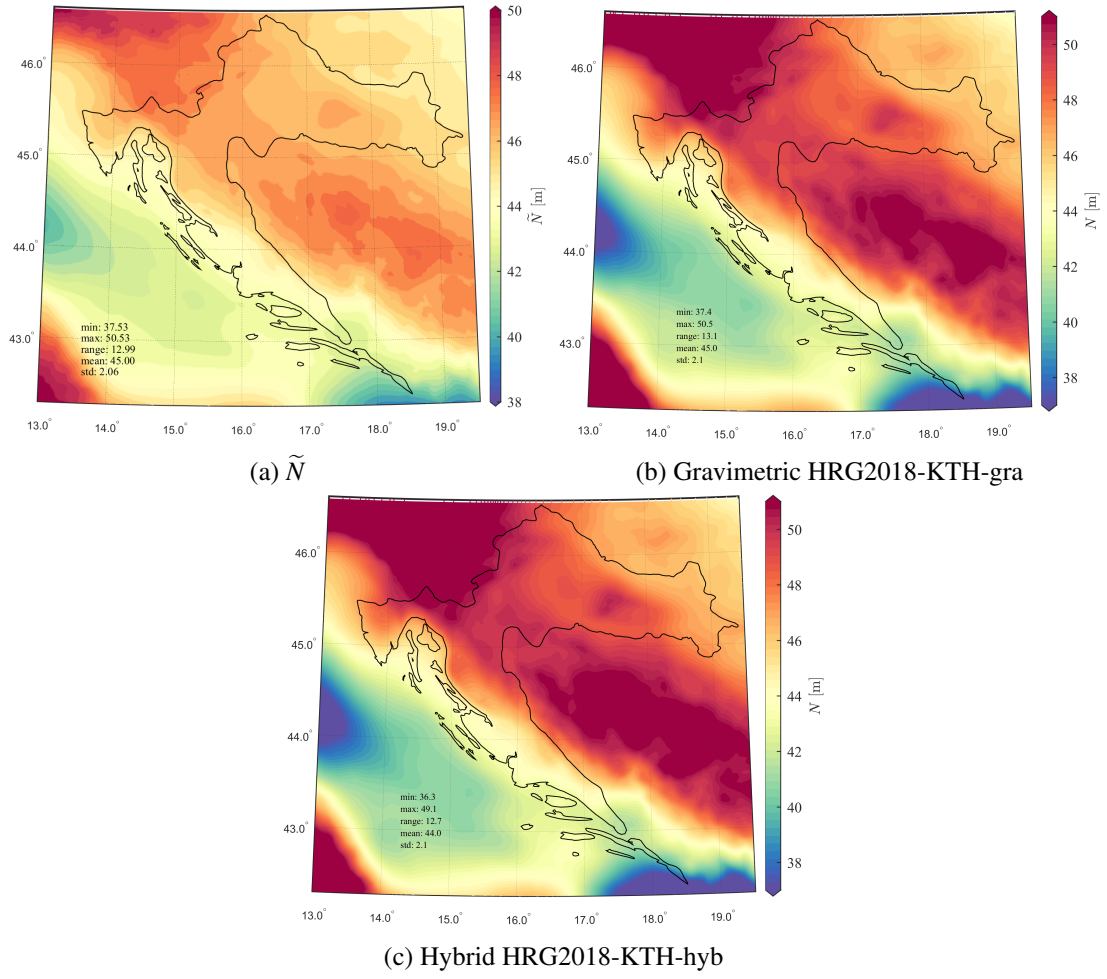 50
48
46
44
42
40
38
Ñ [m]
46.0°
45.0°
44.0°
43.0°
min: 37.53
max: 50.53
range: 12.99
mean: 45.00
std: 2.06
13.0° 14.0° 15.0° 16.0° 17.0° 18.0° 19.0°
(a) Ñ
50
48
46
44
42
40
38
N [m]
46.0°
45.0°
44.0°
43.0°
min: 37.4
max: 50.5
range: 13.1
mean: 45.0
std: 2.1
13.0° 14.0° 15.0° 16.0° 17.0° 18.0° 19.0°
(b) Gravimetric HRG2018-KTH-gra
50
48
46
44
42
40
38
N [m]
46.0°
45.0°
44.0°
43.0°
min: 36.3
max: 49.1
range: 12.7
mean: 44.0
std: 2.1
13.0° 14.0° 15.0° 16.0° 17.0° 18.0° 19.0°
(c) Hybrid HRG2018-KTH-hyb